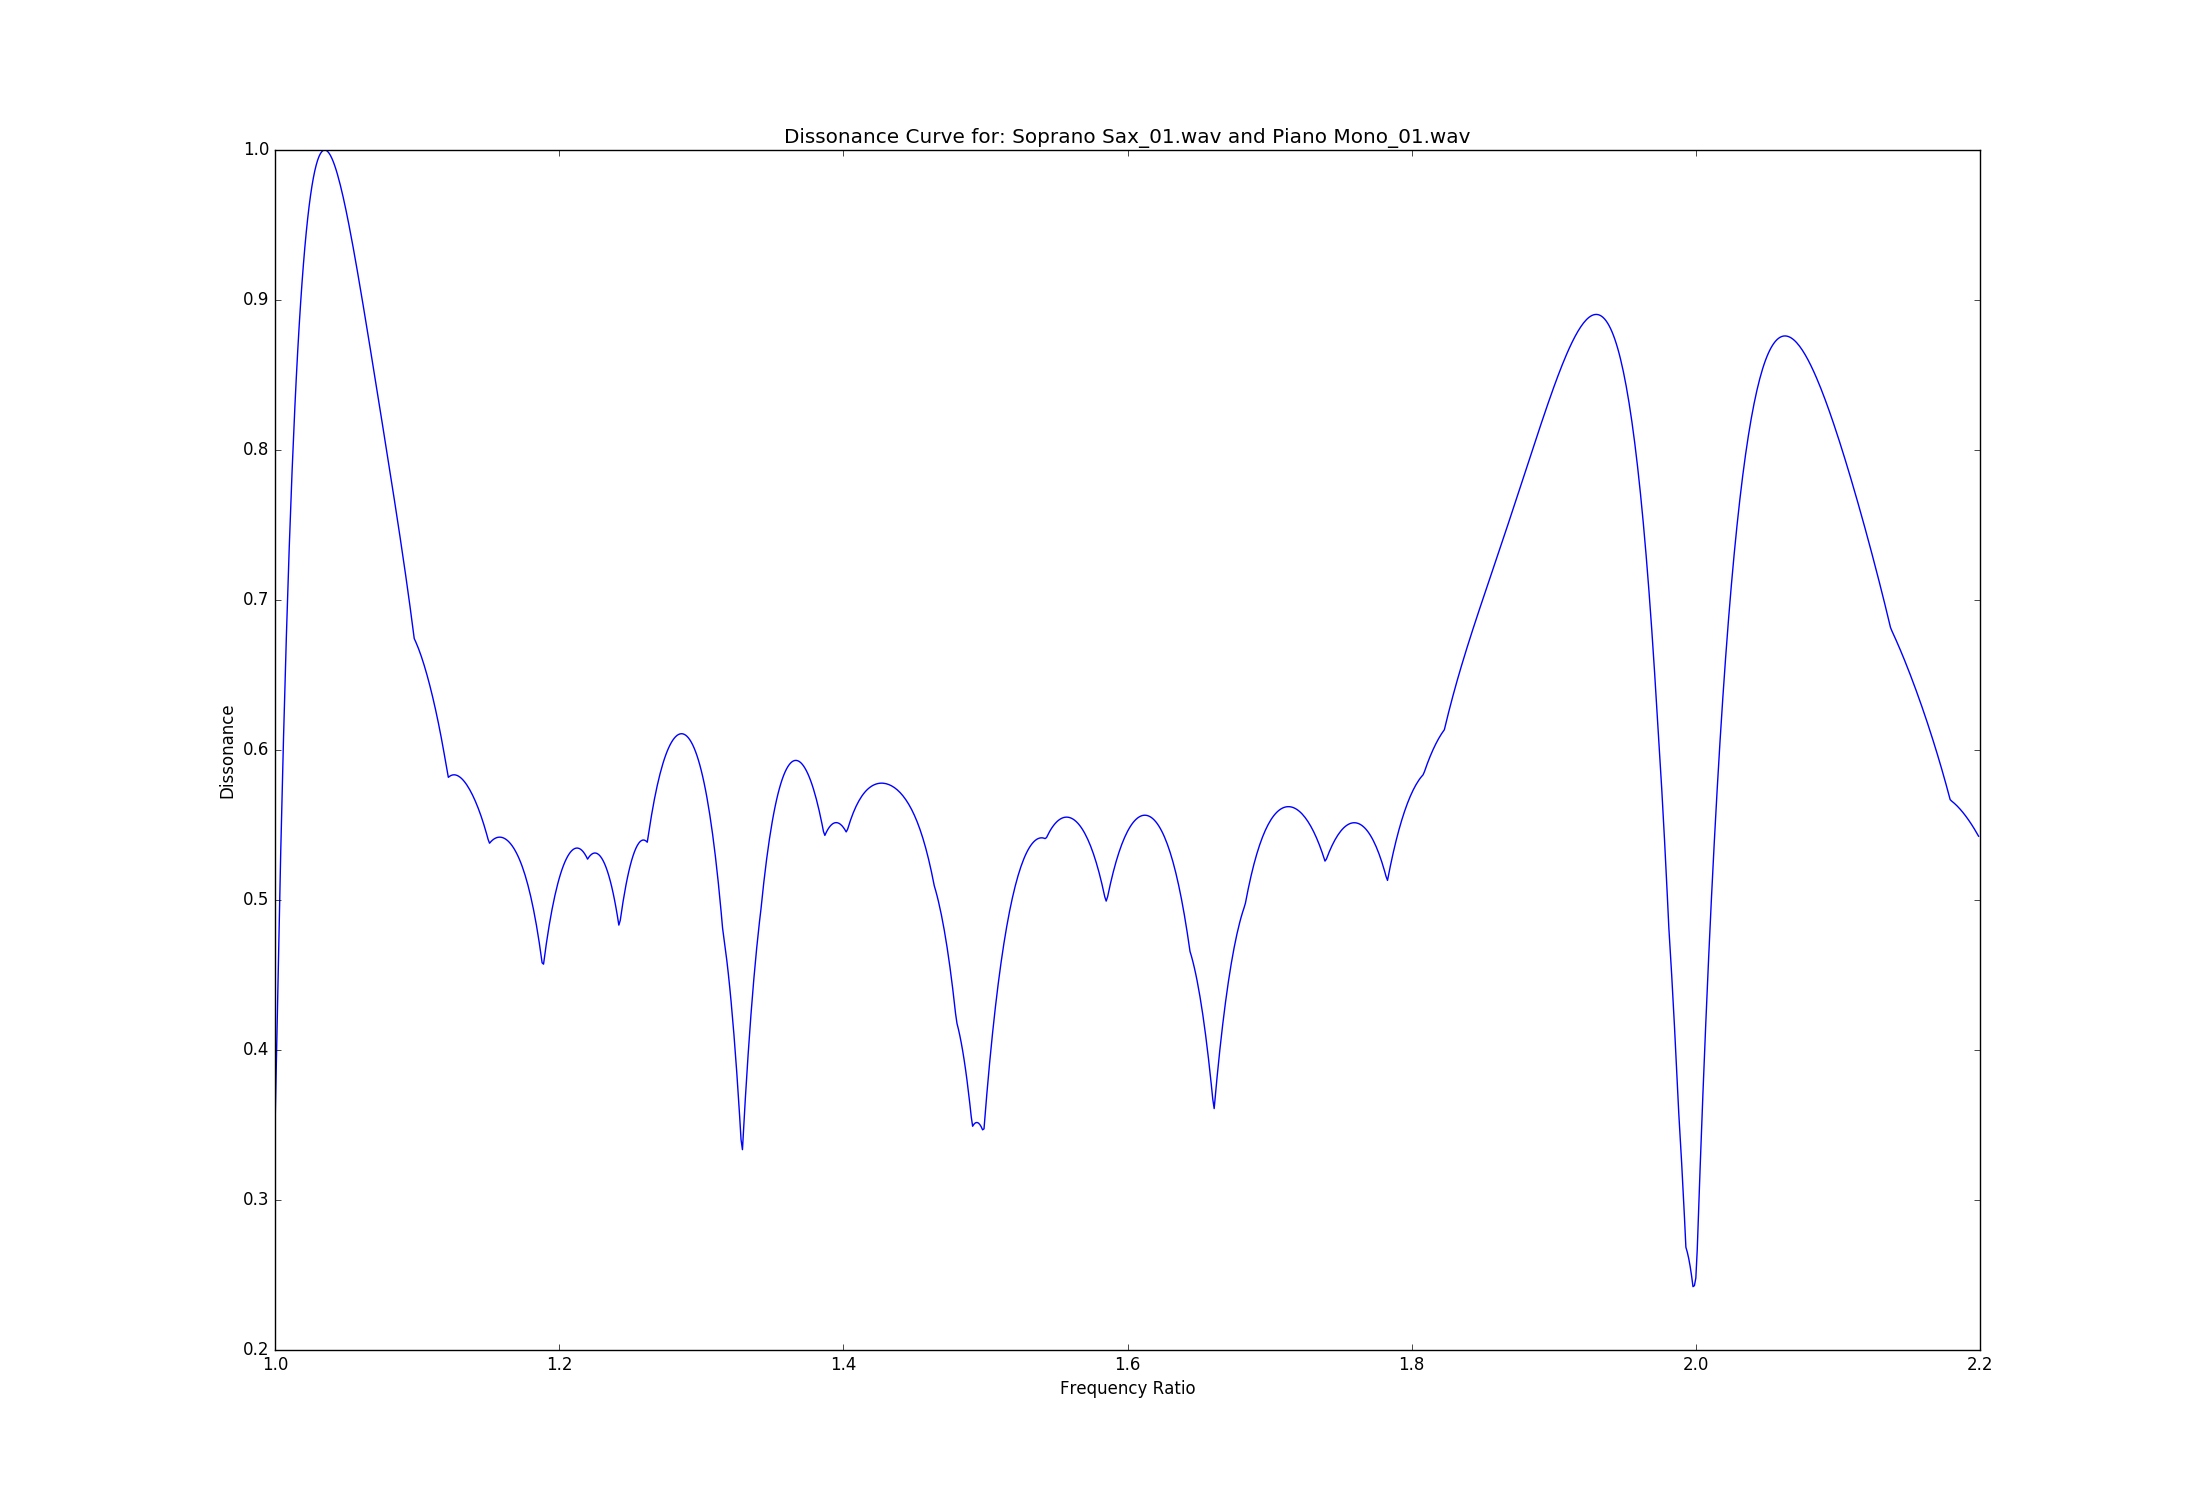 Dissonance Curve for: Soprano Sax_01.wav and Piano Mono_01.wav
1.0
0.9
0.8
0.7
0.6
0.5
0.4
0.3
0.2
Dissonance
1.0 1.2 1.4 1.6 1.8 2.0 2.2
Frequency Ratio